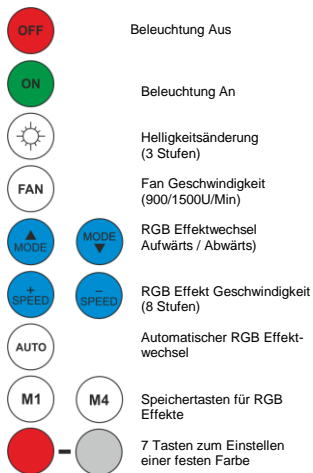 OFF Beleuchtung Aus
ON Beleuchtung An
Helligkeitsänderung
(3 Stufen)
FAN Fan Geschwindigkeit
(900/1500U/Min)
▲ MODE MODE ▼ RGB Effektwechsel
Aufwärts / Abwärts)
+ SPEED − SPEED RGB Effekt Geschwindigkeit
(8 Stufen)
AUTO Automatischer RGB Effekt-
wechsel
M1 M4 Speichertasten für RGB
Effekte
- 7 Tasten zum Einstellen
einer festen Farbe